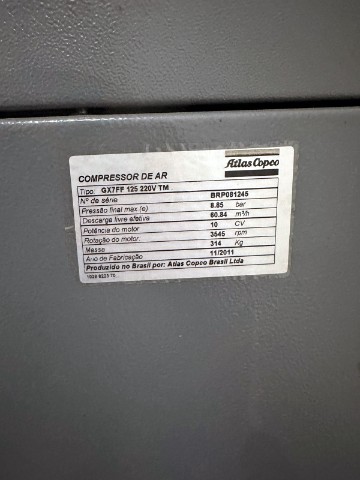 Atlas Copco
COMPRESSOR DE AR
Tipo: GX7FF 125 220V TM
Nº de série BRP081245
Pressão final max (e) 8.85 bar
Descarga livre efetiva 60.84 m³/h
Potência do motor 10 CV
Rotação do motor: 3545 rpm
Massa 314 Kg
Ano de Fabricação 11/2011
Produzido no Brasil por: Atlas Copco Brasil Ltda